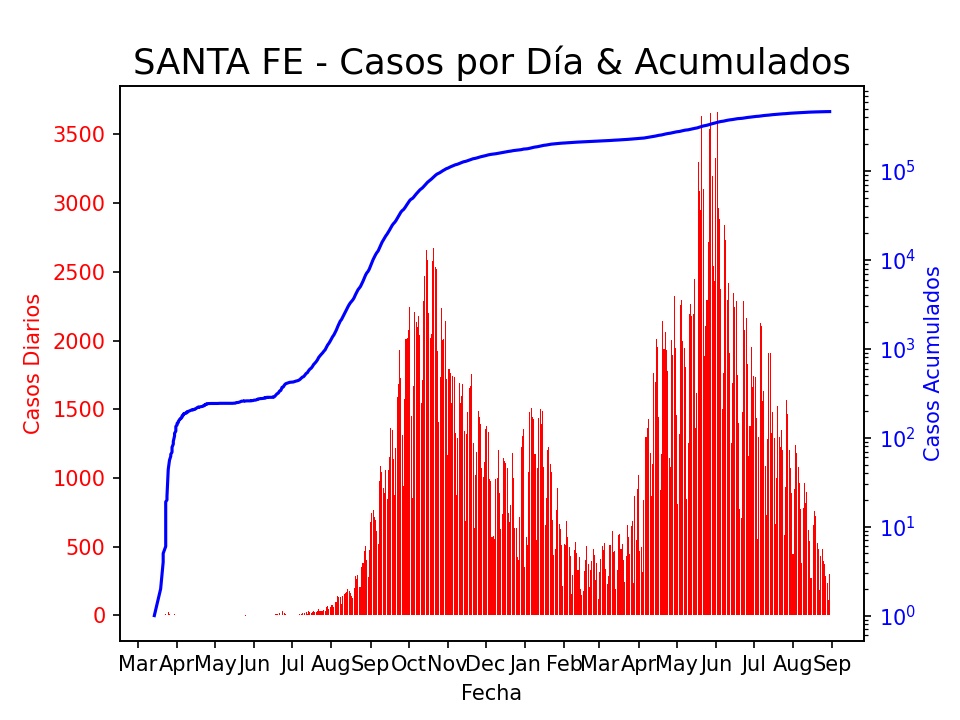 SANTA FE - Casos por Día & Acumulados
Casos Diarios
3500
3000
2500
2000
1500
1000
500
0
10^5
10^4
10^3
10^2
10^1
10^0
Casos Acumulados
Mar Apr May Jun Jul Aug Sep Oct Nov Dec Jan Feb Mar Apr May Jun Jul Aug Sep
Fecha